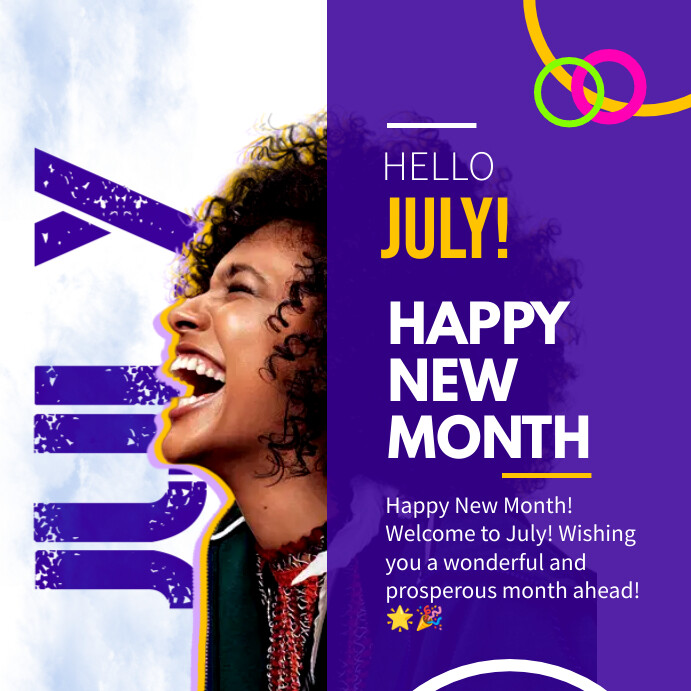 JULY
HELLO
JULY!
HAPPY
NEW
MONTH
Happy New Month!
Welcome to July! Wishing
you a wonderful and
prosperous month ahead!
🌟🎉